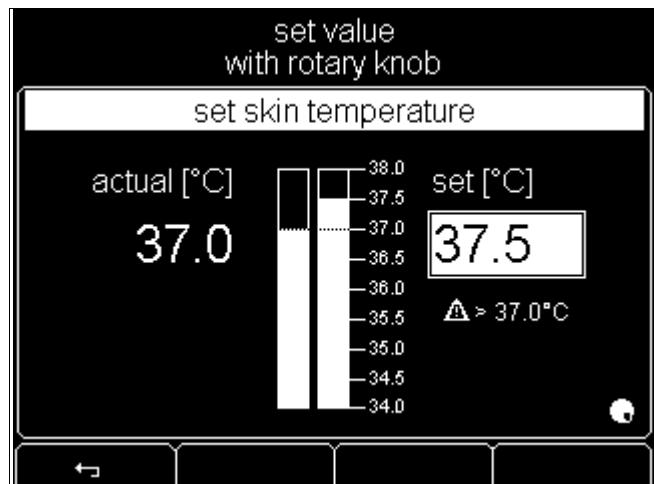 set value
with rotary knob
set skin temperature
actual [°C]
37.0
38.0
37.5
37.0
36.5
36.0
35.5
35.0
34.5
34.0
set [°C]
37.5
⚠ > 37.0°C